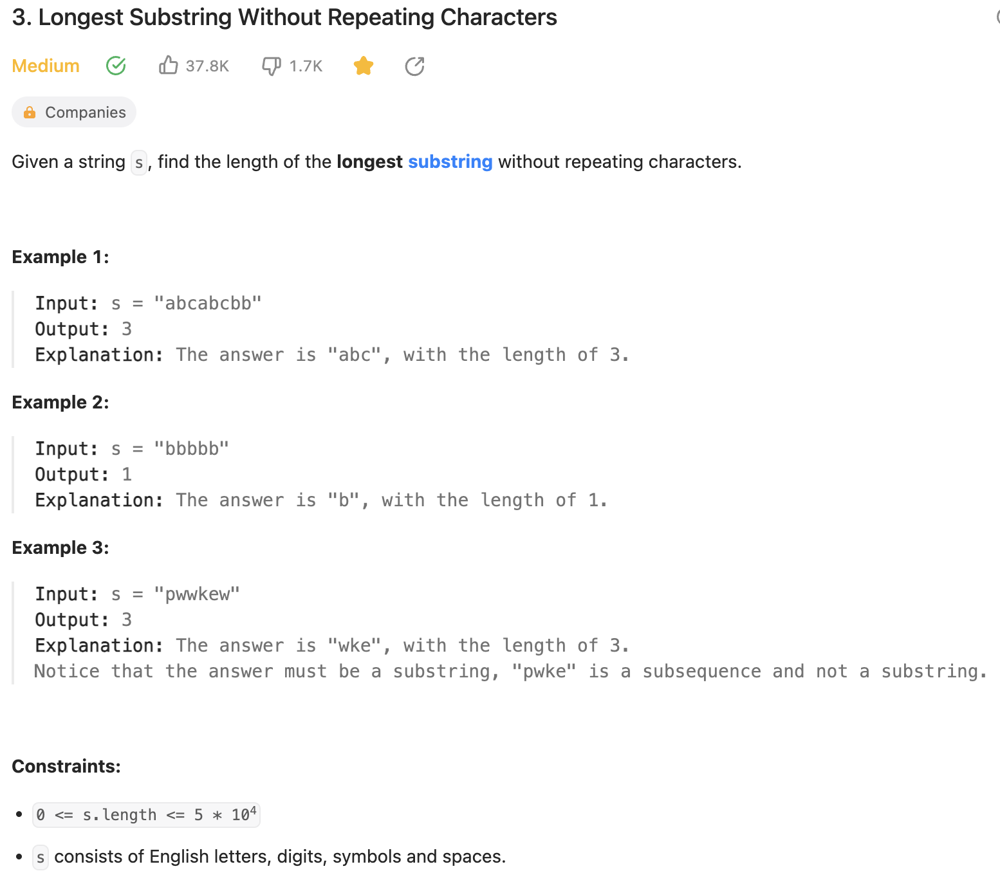 3. Longest Substring Without Repeating Characters
Medium 37.8K 1.7K
Companies
Given a string s, find the length of the longest substring without repeating characters.
Example 1:
Input: s = "abcabcbb"
Output: 3
Explanation: The answer is "abc", with the length of 3.
Example 2:
Input: s = "bbbbb"
Output: 1
Explanation: The answer is "b", with the length of 1.
Example 3:
Input: s = "pwwkew"
Output: 3
Explanation: The answer is "wke", with the length of 3.
Notice that the answer must be a substring, "pwke" is a subsequence and not a substring.
Constraints:
• 0 <= s.length <= 5 * 10⁴
• s consists of English letters, digits, symbols and spaces.